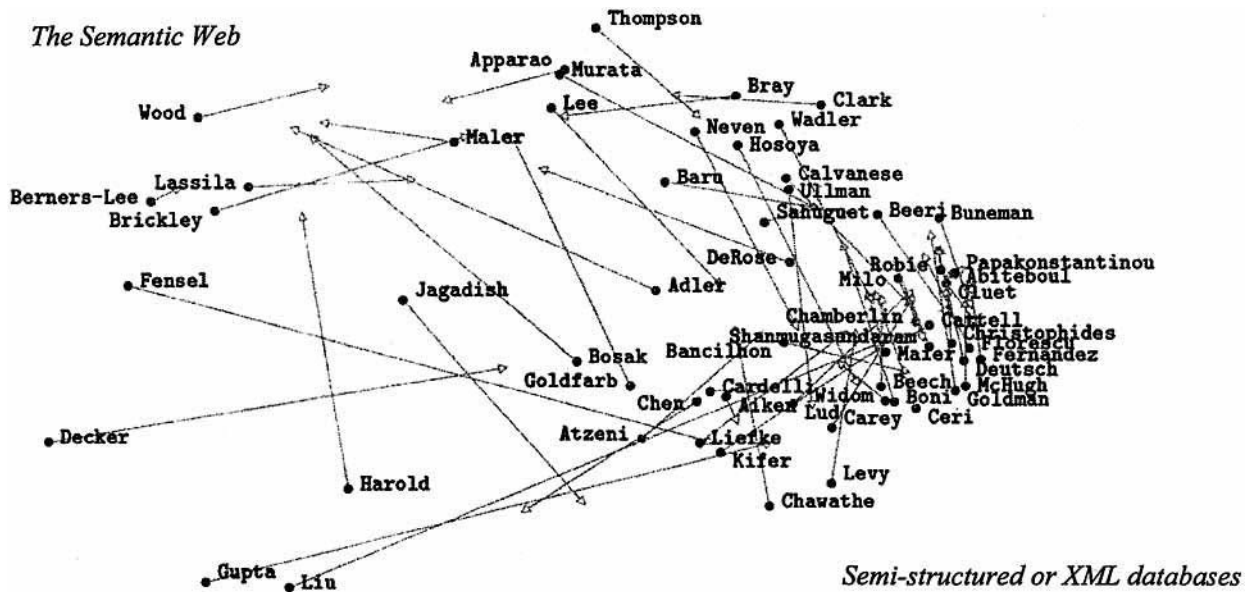 Thompson
The Semantic Web
Apparao
Murata
Bray
Wood
Lee
Clark
Neven
Wadler
Maler
Hosoya
Lassila
Baru
Calvanese
Ullman
Berners-Lee
Brickley
Sahuguet
Beeri
Buneman
DeRose
Robie
Papakonstantinou
Fensel
Milo
Abiteboul
Jagadish
Adler
Cluet
Chamberlin
Cattell
Shanmugasundaram
Christophides
Bancilhon
Maier
Florescu
Bosak
Fernandez
Goldfarb
Cardelli
Deutsch
Chen
Aiken
Widom
Beech
McHugh
Boni
Goldman
Lud
Carey
Ceri
Decker
Atzeni
Liefke
Kifer
Harold
Levy
Chawathe
Gupta
Liu
Semi-structured or XML databases